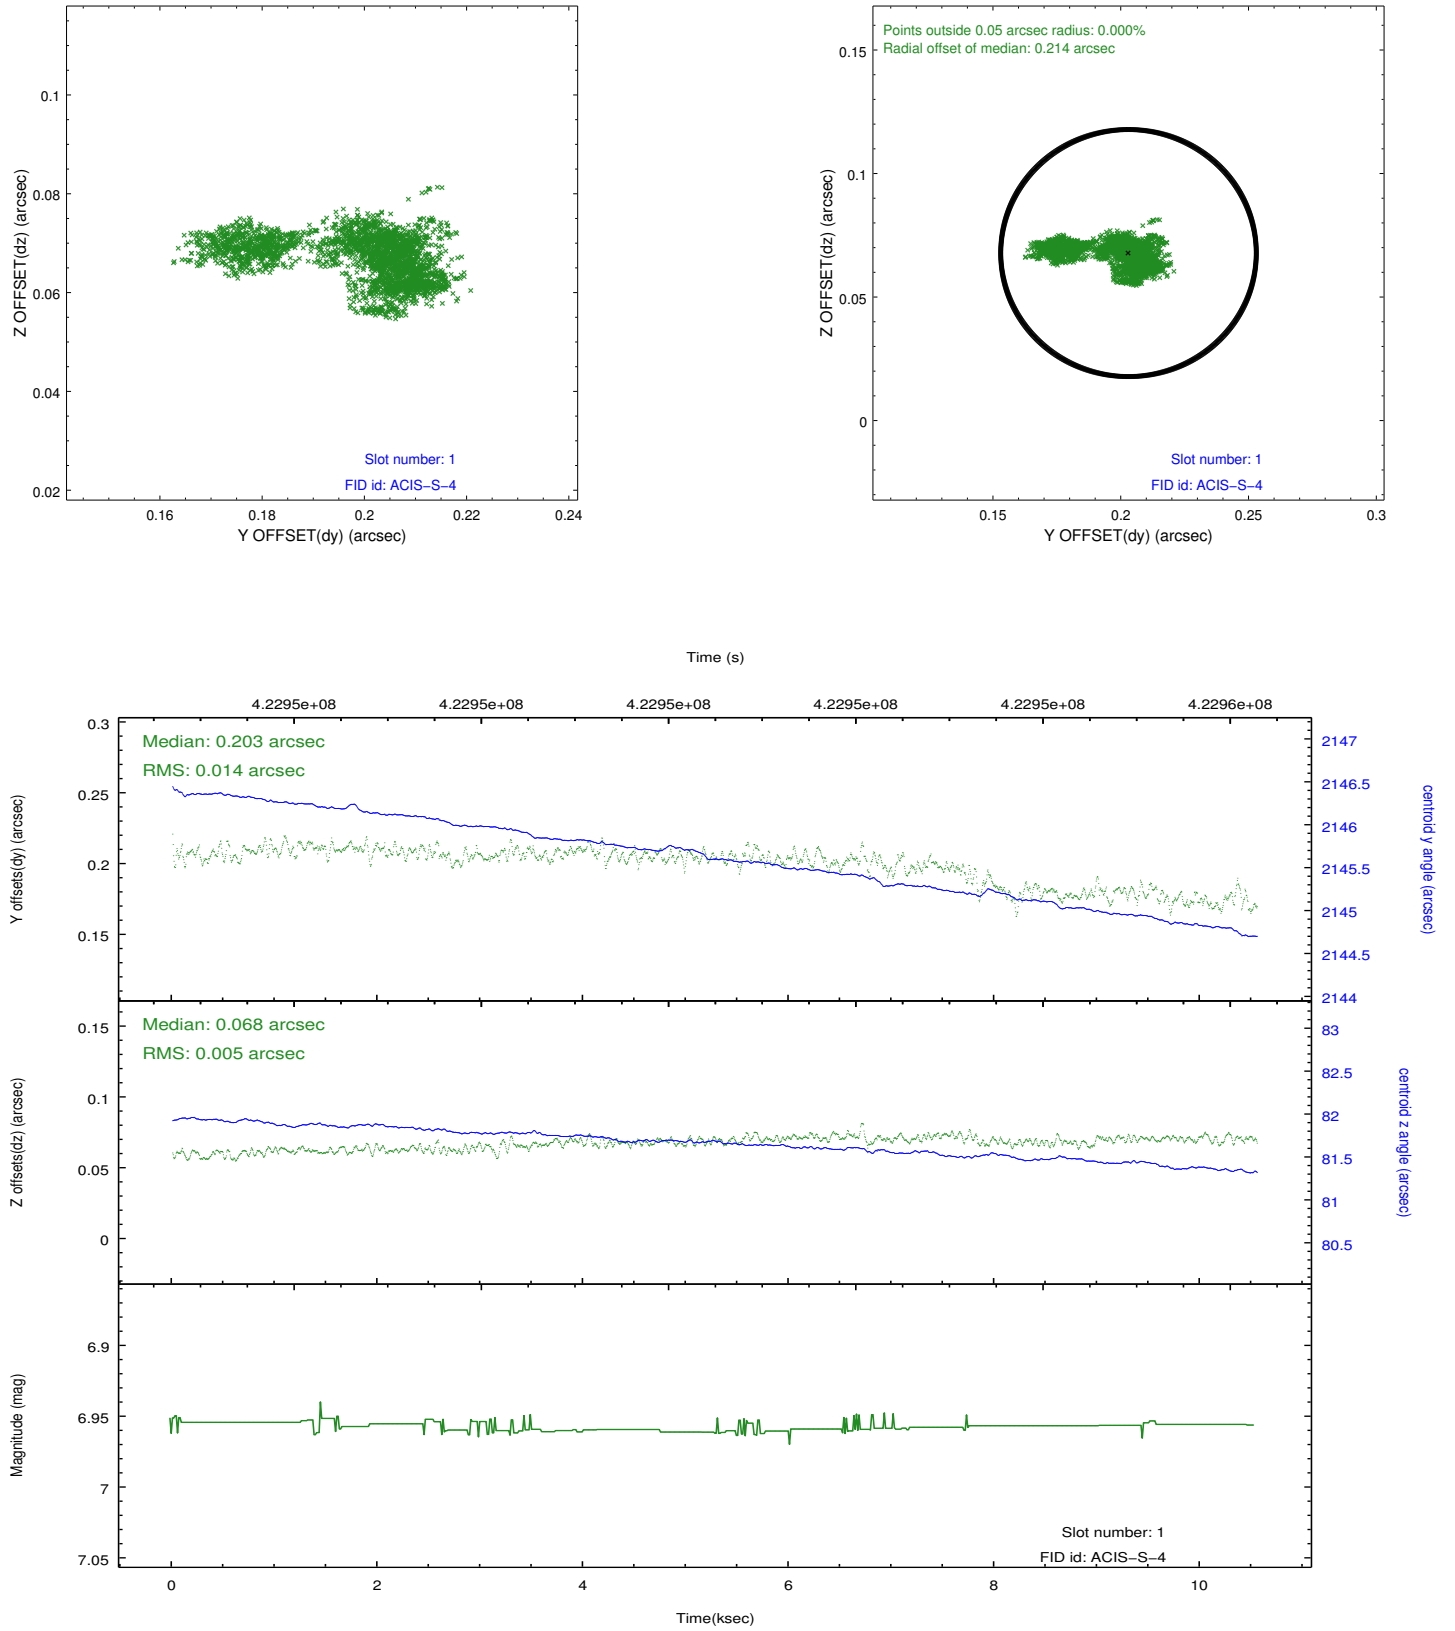 0.1
0.08
0.06
0.04
0.02
Z OFFSET(dz) (arcsec)
Slot number: 1
FID id: ACIS−S−4
0.16 0.18 0.2 0.22 0.24
Y OFFSET(dy) (arcsec)
Points outside 0.05 arcsec radius: 0.000%
Radial offset of median: 0.214 arcsec
0.15
0.1
0.05
0
Z OFFSET(dz) (arcsec)
Slot number: 1
FID id: ACIS−S−4
0.15 0.2 0.25 0.3
Y OFFSET(dy) (arcsec)
Time (s)
4.2295e+08 4.2295e+08 4.2295e+08 4.2295e+08 4.2295e+08 4.2296e+08
Median: 0.203 arcsec
RMS: 0.014 arcsec
0.3
0.25
0.2
0.15
Y offsets(dy) (arcsec)
2147
2146.5
2146
2145.5
2145
2144.5
2144
centroid y angle (arcsec)
Median: 0.068 arcsec
RMS: 0.005 arcsec
0.15
0.1
0.05
0
Z offsets(dz) (arcsec)
83
82.5
82
81.5
81
80.5
centroid z angle (arcsec)
6.9
6.95
7
7.05
Magnitude (mag)
Slot number: 1
FID id: ACIS−S−4
0 2 4 6 8 10
Time(ksec)